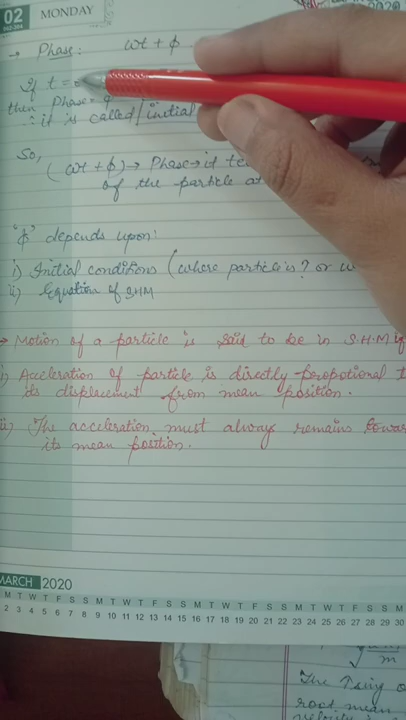 02 MONDAY
2020
→ Phase: ωt + ϕ
If t = 0
then Phase = ϕ
∴ it is called initial
So,
(ωt + ϕ) → Phase → it te
of the particle at
'ϕ' depends upon:
i) Initial conditions (where particle is? or w
ii) Equation of SHM
→ Motion of a particle is said to be in S.H.M if
i) Acceleration of particle is directly peropotional t
its displacement from mean position.
ii) The acceleration must always remains towar
its mean position.
MARCH 2020
M T W T F S S M T W T F S S M T W T F S S M T W T F S S M
2 3 4 5 6 7 8 9 10 11 12 13 14 15 16 17 18 19 20 21 22 23 24 25 26 27 28 29 30
m
The rising o
root mean
velocity